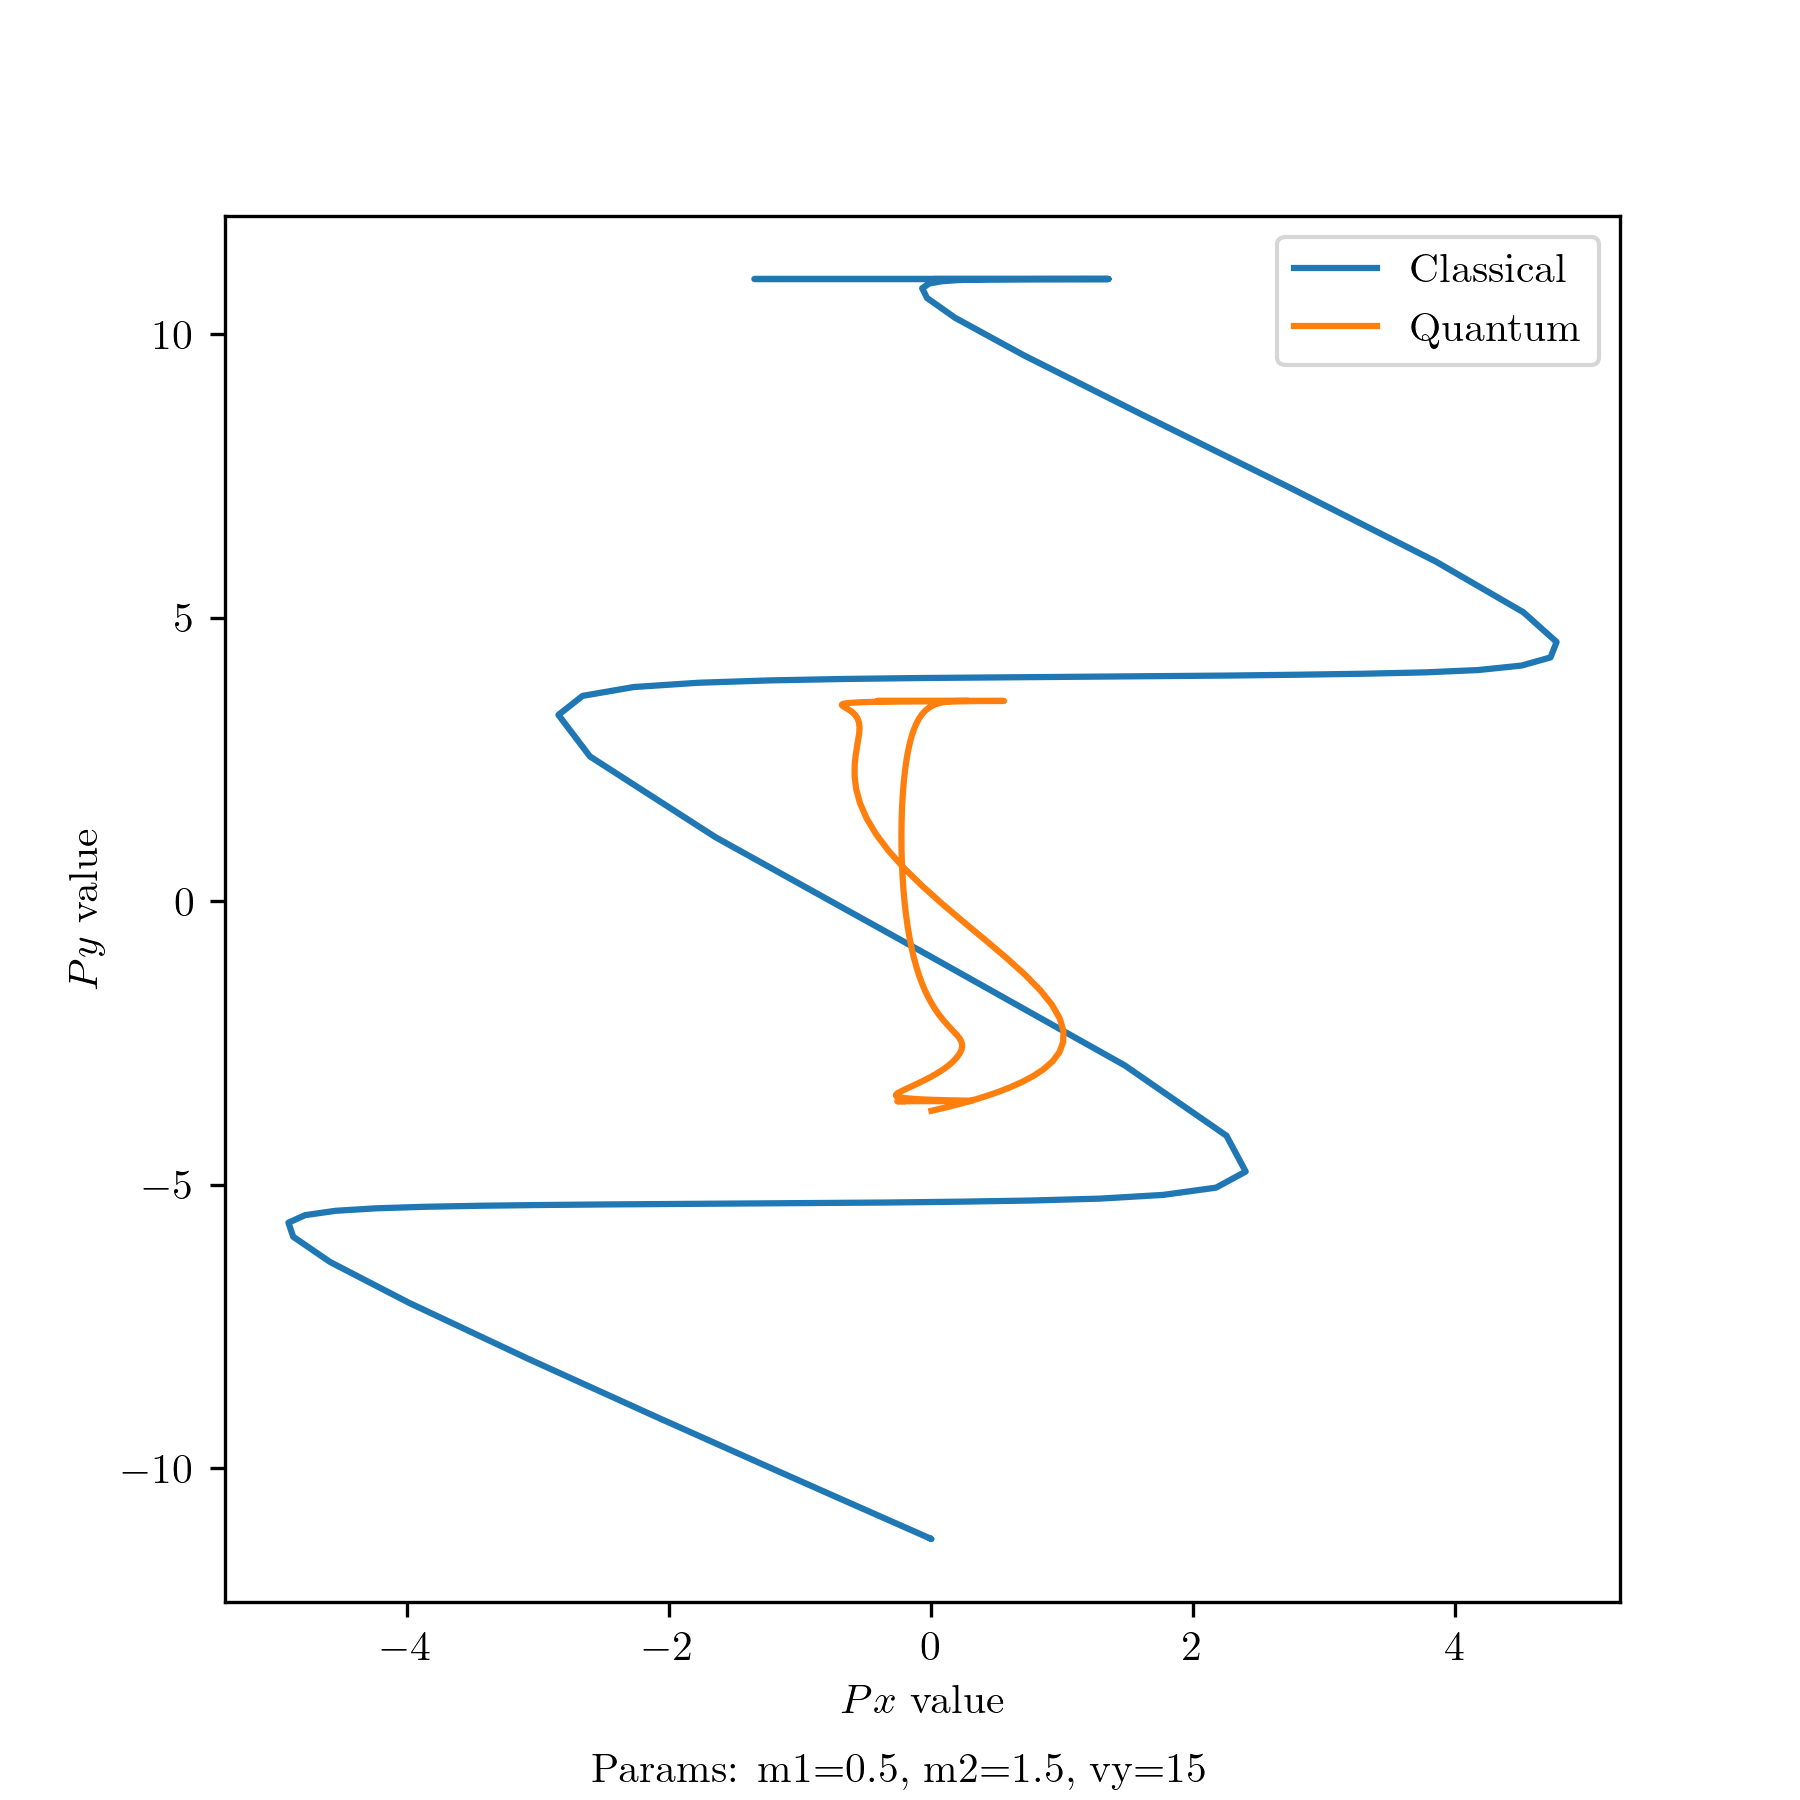 Classical
Quantum
10
5
0
−5
−10
Py value
−4 −2 0 2 4
Px value
Params: m1=0.5, m2=1.5, vy=15